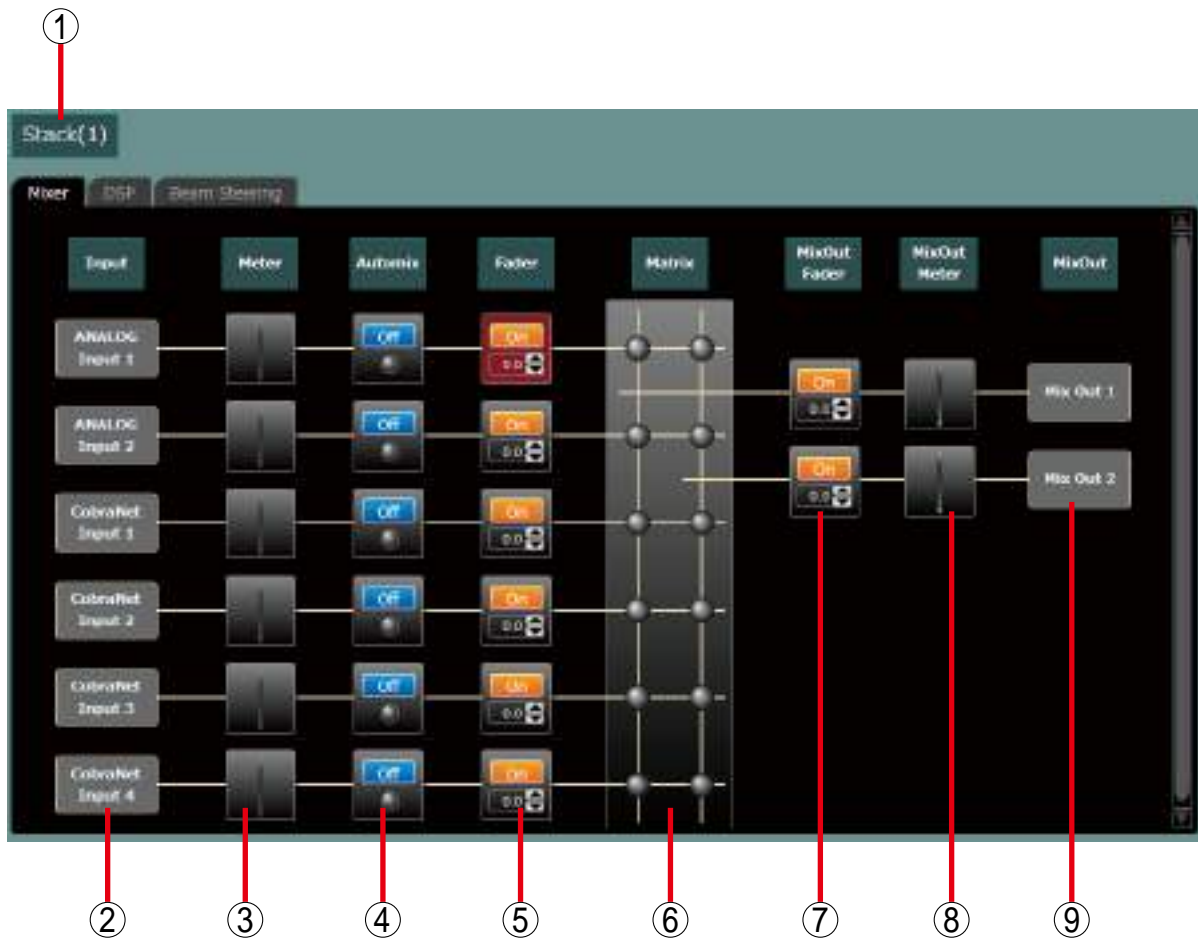 ①
Stack(1)
Mixer DSP Beam Steering
Input Meter Automix Fader Matrix MixOut Fader MixOut Meter MixOut
ANALOG Input 1 Off On 0.0
On 0.0 Mix Out 1
ANALOG Input 2 Off On 0.0
On 0.0 Mix Out 2
CobraNet Input 1 Off On 0.0
CobraNet Input 2 Off On 0.0
CobraNet Input 3 Off On 0.0
CobraNet Input 4 Off On 0.0
② ③ ④ ⑤ ⑥ ⑦ ⑧ ⑨